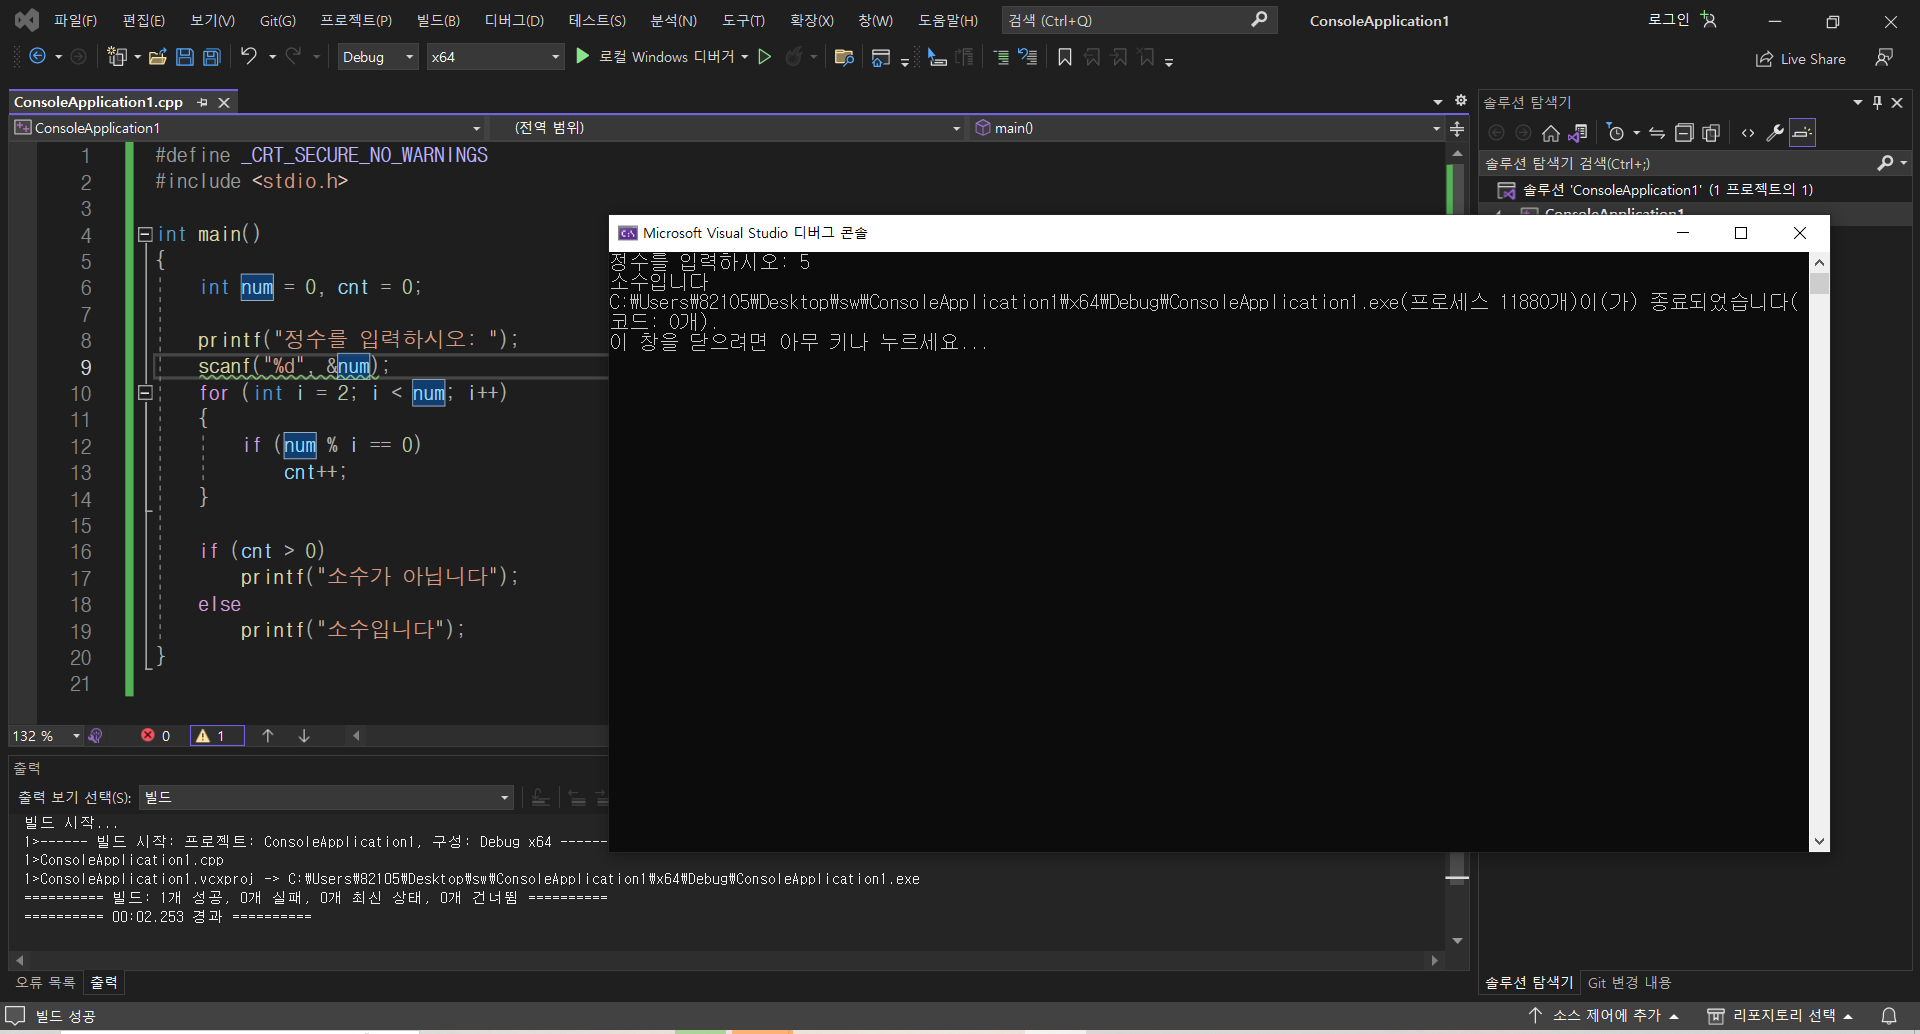 파일(F) 편집(E) 보기(V) Git(G) 프로젝트(P) 빌드(B) 디버그(D) 테스트(S) 분석(N) 도구(T) 확장(X) 창(W) 도움말(H) 검색 (Ctrl+Q) ConsoleApplication1 로그인
Debug x64 로컬 Windows 디버거 Live Share
ConsoleApplication1.cpp
ConsoleApplication1 (전역 범위) main()
1 #define _CRT_SECURE_NO_WARNINGS
2 #include <stdio.h>
3
4 int main()
5 {
6 int num = 0, cnt = 0;
7
8 printf("정수를 입력하시오: ");
9 scanf("%d", &num);
10 for (int i = 2; i < num; i++)
11 {
12 if (num % i == 0)
13 cnt++;
14 }
15
16 if (cnt > 0)
17 printf("소수가 아닙니다");
18 else
19 printf("소수입니다");
20 }
21
132 % 0 1
출력
출력 보기 선택(S): 빌드
빌드 시작...
1>------ 빌드 시작: 프로젝트: ConsoleApplication1, 구성: Debug x64 ------
1>ConsoleApplication1.cpp
1>ConsoleApplication1.vcxproj -> C:₩Users₩82105₩Desktop₩sw₩ConsoleApplication1₩x64₩Debug₩ConsoleApplication1.exe
========== 빌드: 1개 성공, 0개 실패, 0개 최신 상태, 0개 건너뜀 ==========
========== 00:02.253 경과 ==========
오류 목록 출력
Microsoft Visual Studio 디버그 콘솔
정수를 입력하시오: 5
소수입니다
C:₩Users₩82105₩Desktop₩sw₩ConsoleApplication1₩x64₩Debug₩ConsoleApplication1.exe(프로세스 11880개)이(가) 종료되었습니다(
코드: 0개).
이 창을 닫으려면 아무 키나 누르세요...
솔루션 탐색기
솔루션 탐색기 검색(Ctrl+;)
솔루션 'ConsoleApplication1' (1 프로젝트의 1)
ConsoleApplication1
솔루션 탐색기 Git 변경 내용
빌드 성공 소스 제어에 추가 리포지토리 선택